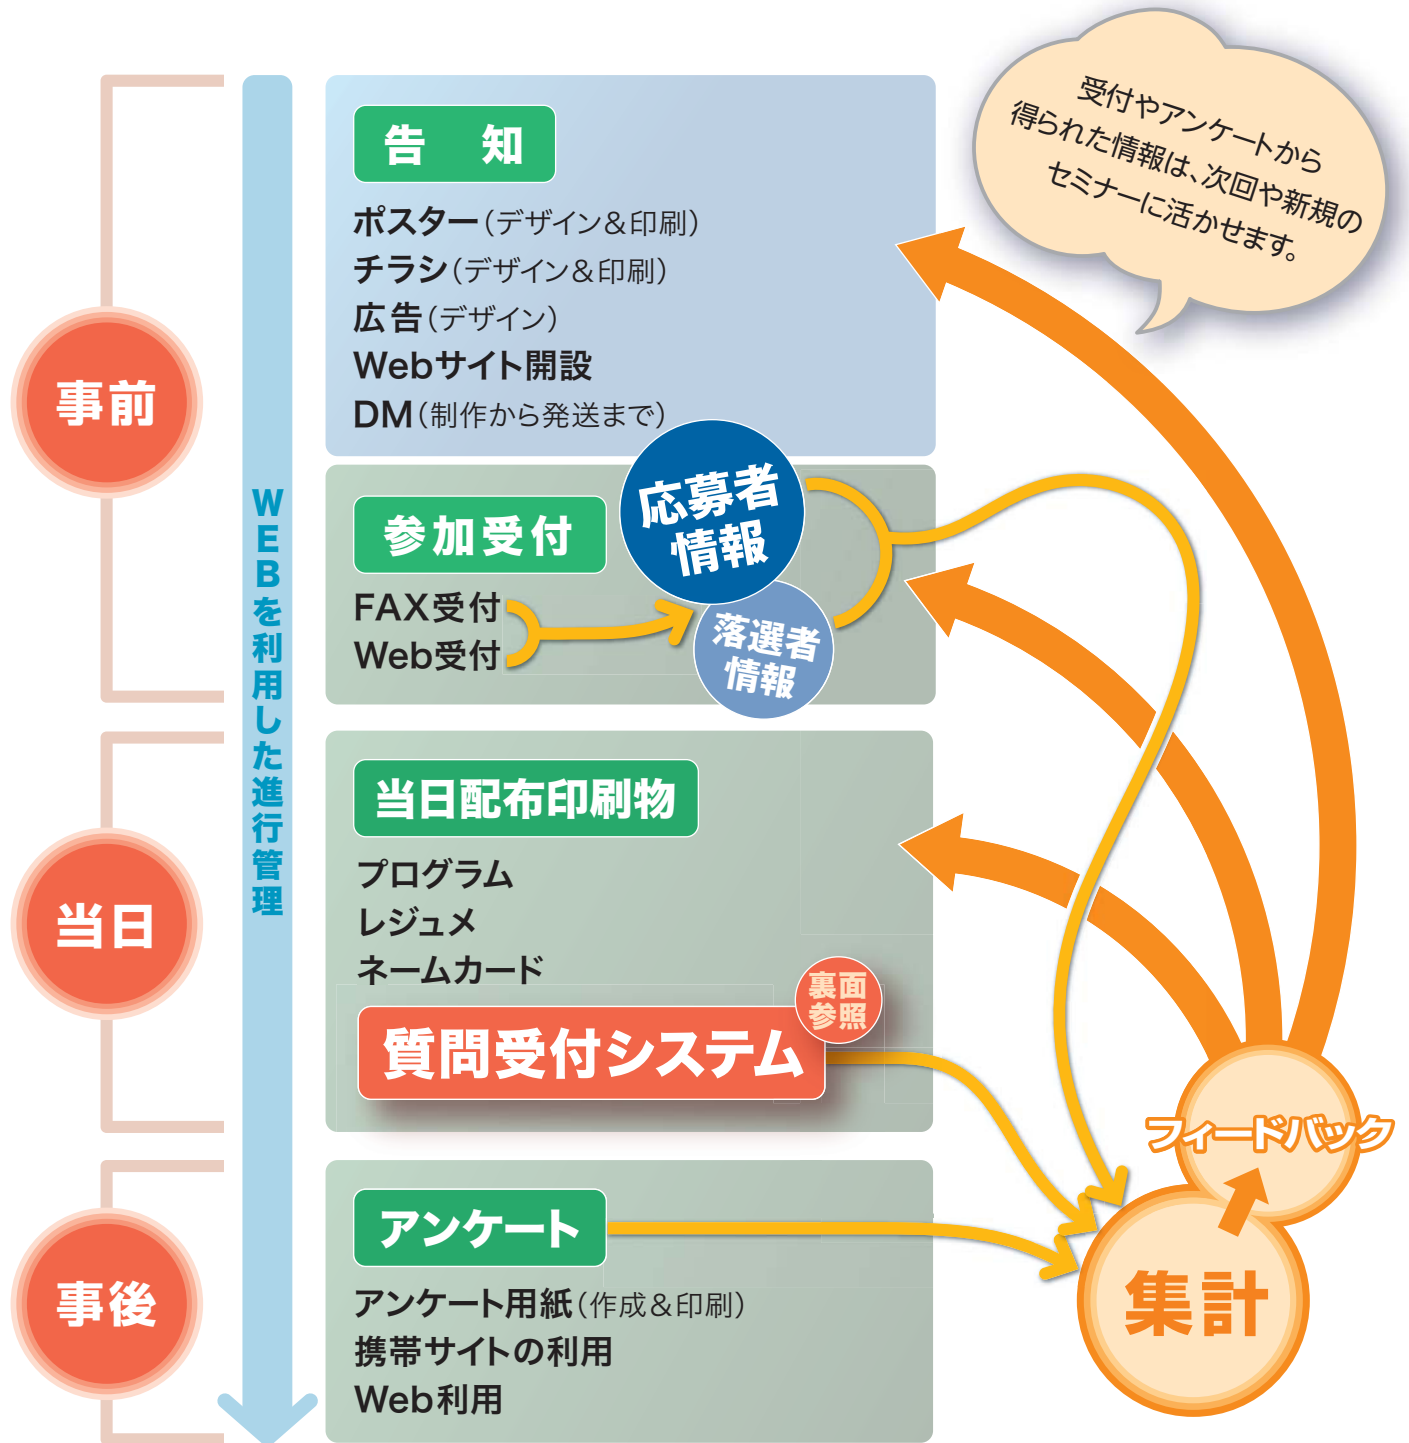 受付やアンケートから
得られた情報は、次回や新規の
セミナーに活かせます。
事前
WEBを利用した進行管理
告　知
ポスター(デザイン&印刷)
チラシ(デザイン&印刷)
広告(デザイン)
Webサイト開設
DM(制作から発送まで)
参加受付
FAX受付
Web受付
応募者
情報
落選者
情報
当日
当日配布印刷物
プログラム
レジュメ
ネームカード
裏面
参照
質問受付システム
フィードバック
集計
事後
アンケート
アンケート用紙(作成&印刷)
携帯サイトの利用
Web利用